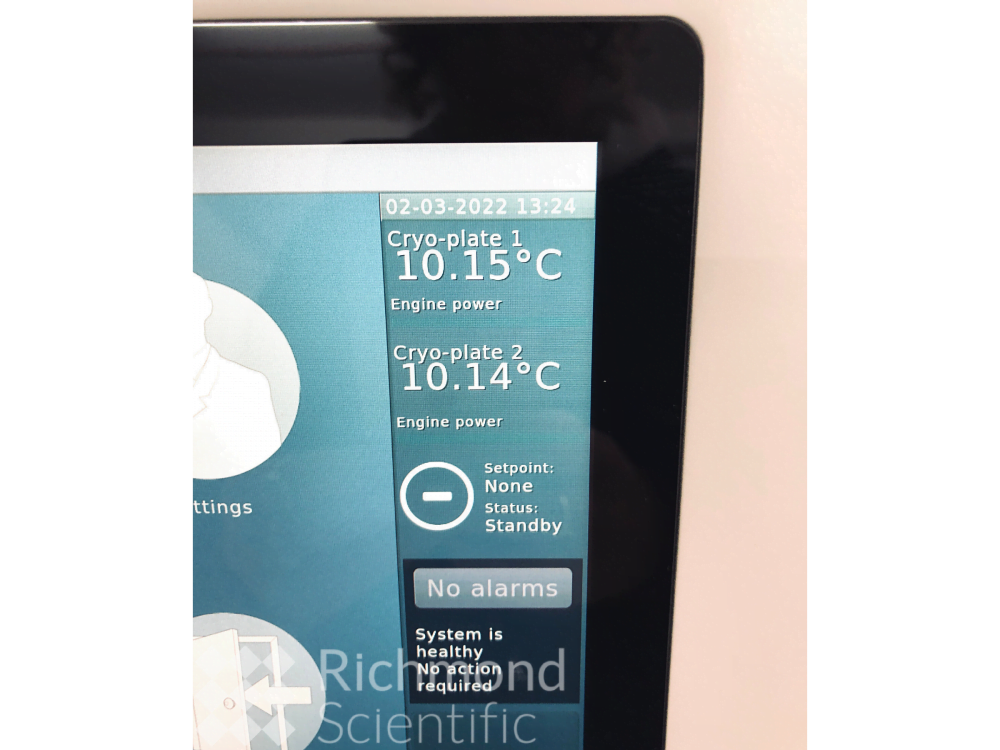 02-03-2022 13:24
Cryo-plate 1
10.15°C
Engine power
Cryo-plate 2
10.14°C
Engine power
Setpoint:
None
Status:
Standby
ttings
No alarms
System is
healthy
No action
required
Richmond
Scientific